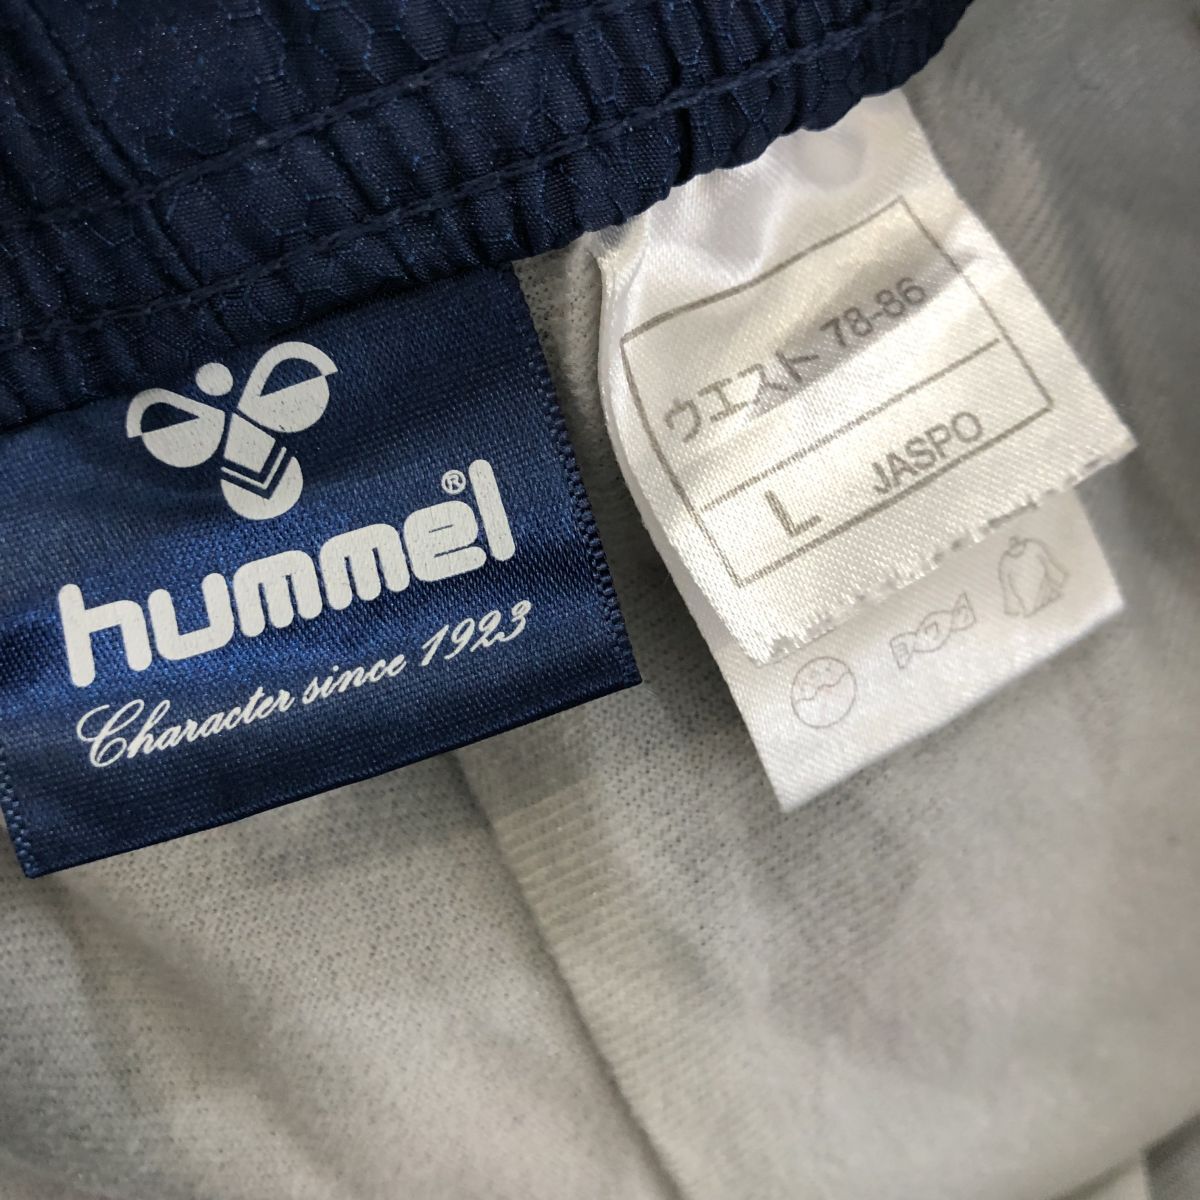 hummel®
Character since 1923
ウエスト 78-86
L JASPO